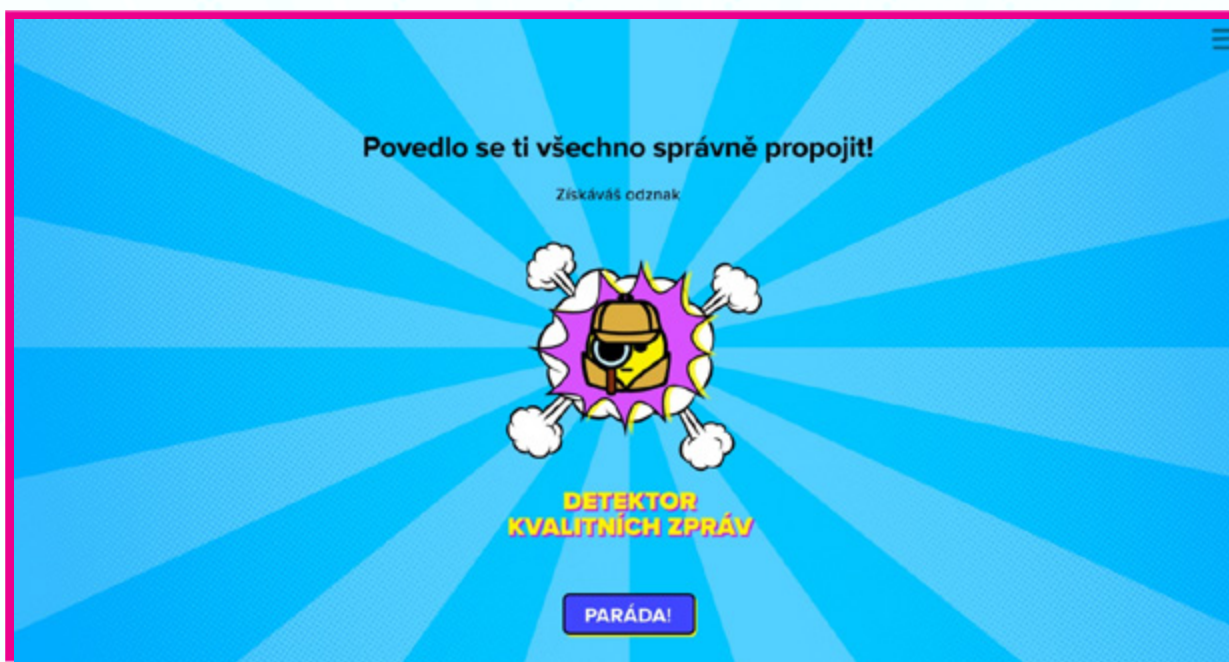 Povedlo se ti všechno správně propojit!
Získáváš odznak
DETEKTOR
KVALITNÍCH ZPRÁV
PARÁDA!